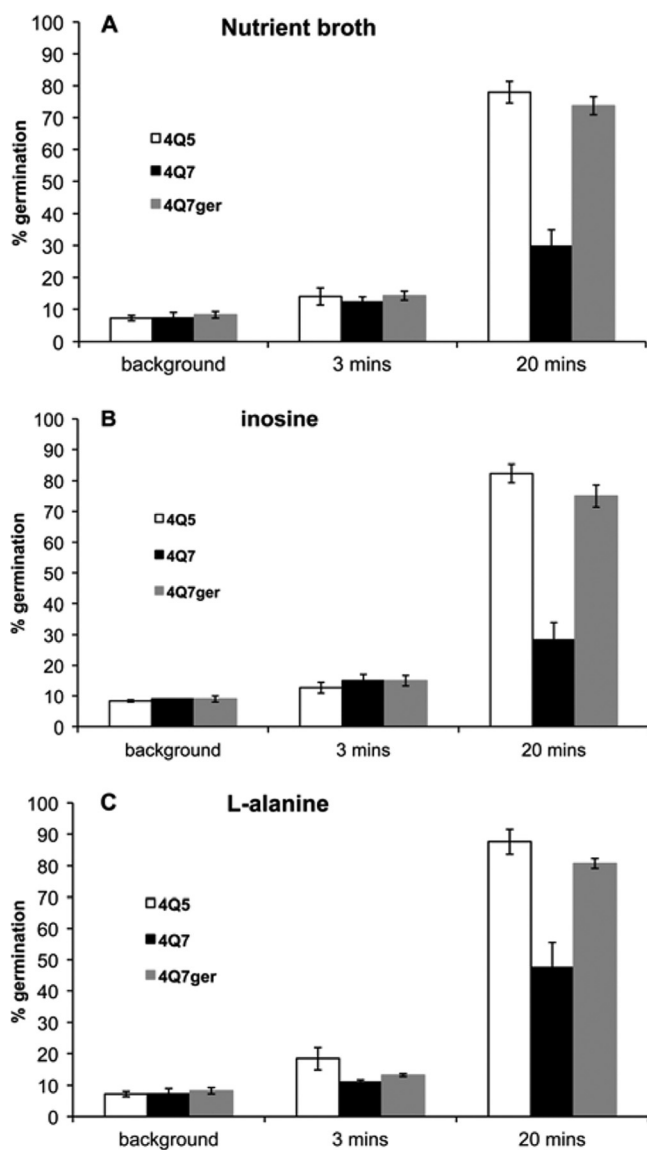 A Nutrient broth
100
90
80
70
60
50
40
30
20
10
0
% germination
4Q5
4Q7
4Q7ger
background 3 mins 20 mins
B inosine
100
90
80
70
60
50
40
30
20
10
0
% germination
4Q5
4Q7
4Q7ger
background 3 mins 20 mins
C L-alanine
100
90
80
70
60
50
40
30
20
10
0
% germination
4Q5
4Q7
4Q7ger
background 3 mins 20 mins